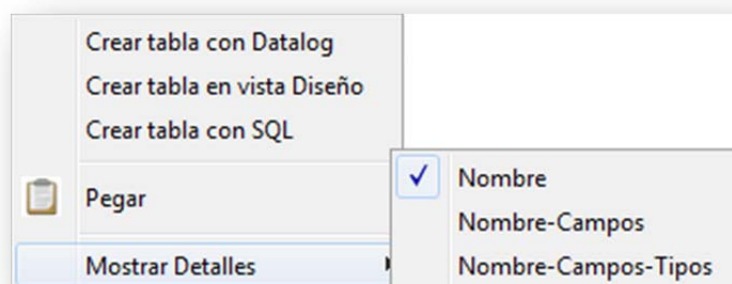 Crear tabla con Datalog
Crear tabla en vista Diseño
Crear tabla con SQL
Pegar
Mostrar Detalles
Nombre
Nombre-Campos
Nombre-Campos-Tipos